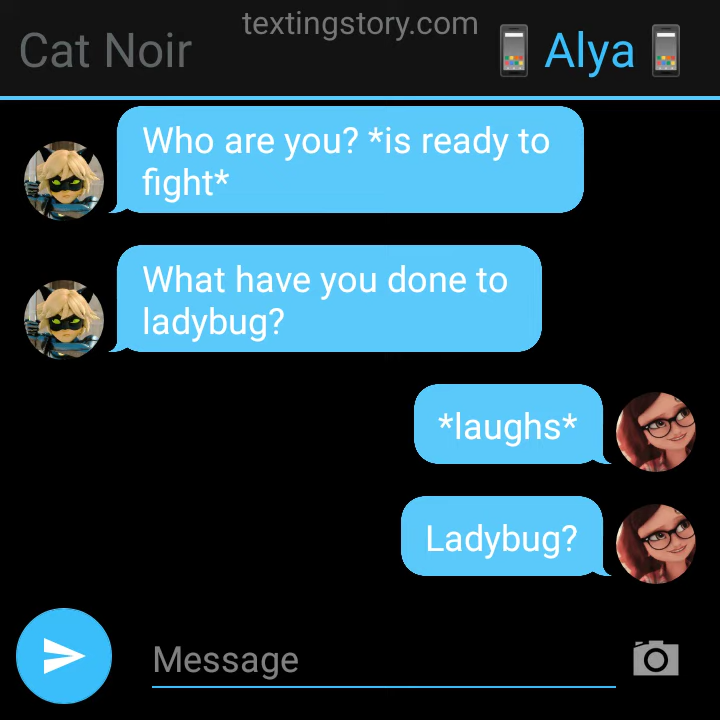 textingstory.com
Cat Noir
📱 Alya 📱
Who are you? *is ready to
fight*
What have you done to
ladybug?
*laughs*
Ladybug?
Message